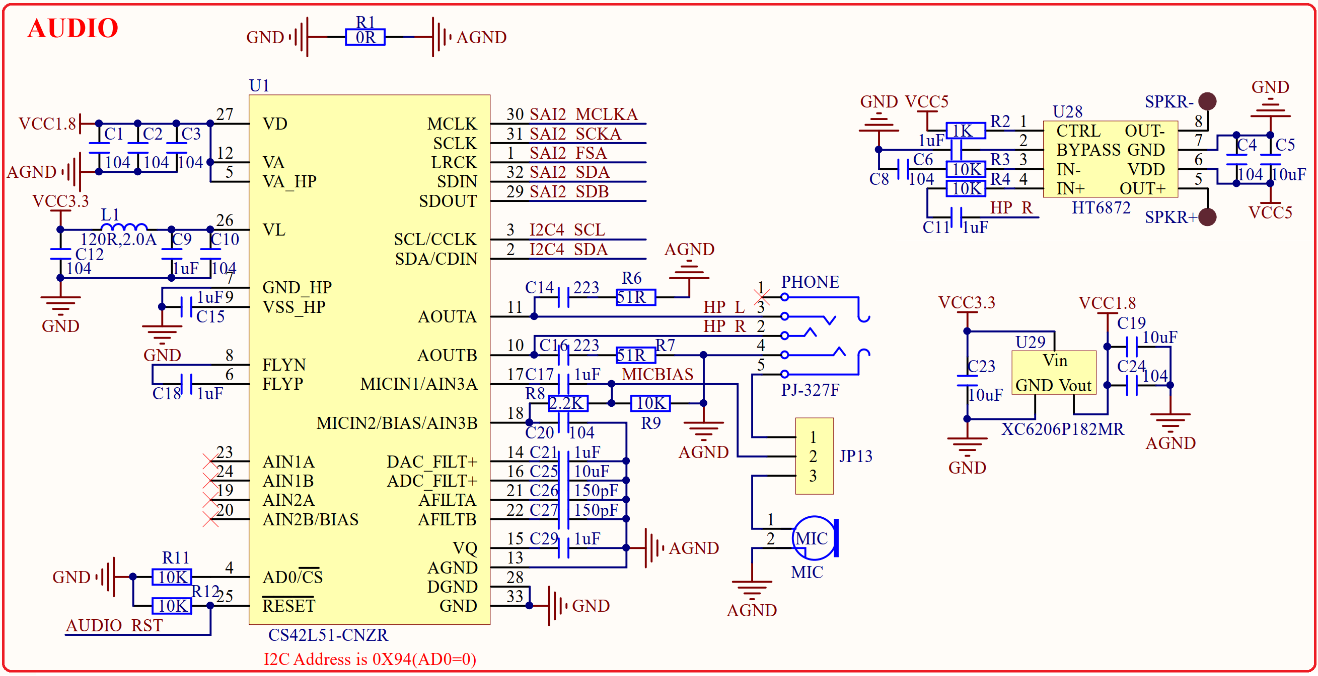 AUDIO
GND
R1
0R
AGND
U1
VCC1.8
C1
C2
C3
104
104
104
AGND
27
VD
12
VA
5
VA_HP
VCC3.3
L1
120R,2.0A
C9
C10
C12
104
1uF
104
GND
26
VL
7
GND_HP
9
VSS_HP
1uF
C15
GND
8
FLYN
6
FLYP
C18
1uF
23
AIN1A
24
AIN1B
19
AIN2A
20
AIN2B/BIAS
R11
GND
10K
4
AD0/CS
R12
10K
25
RESET
AUDIO_RST
CS42L51-CNZR
I2C Address is 0X94(AD0=0)
MCLK
30
SAI2_MCLKA
SCLK
31
SAI2_SCKA
LRCK
1
SAI2_FSA
SDIN
32
SAI2_SDA
SDOUT
29
SAI2_SDB
SCL/CCLK
3
I2C4_SCL
SDA/CDIN
2
I2C4_SDA
AGND
C14
223
R6
51R
AOUTA
11
HP_L
HP_R
AOUTB
10
C16
223
51R
R7
MICIN1/AIN3A
17
C17
1uF
MICBIAS
R8
2.2K
10K
R9
MICIN2/BIAS/AIN3B
18
C20
104
AGND
DAC_FILT+
14
C21
1uF
ADC_FILT+
16
C25
10uF
AFILTA
21
C26
150pF
AFILTB
22
C27
150pF
VQ
15
C29
1uF
AGND
AGND
13
DGND
28
GND
33
GND
PHONE
1
3
2
4
5
PJ-327F
JP13
1
2
3
1
2
MIC
MIC
AGND
GND
VCC5
R2
1K
1uF
C6
R3
10K
C8
104
R4
10K
HP_R
C11
1uF
U28
1
CTRL
2
BYPASS
3
IN-
4
IN+
OUT-
8
GND
7
VDD
6
OUT+
5
HT6872
SPKR-
SPKR+
GND
C4
C5
104
10uF
VCC5
VCC3.3
C23
10uF
GND
U29
Vin
GND
Vout
XC6206P182MR
VCC1.8
C19
10uF
C24
104
AGND